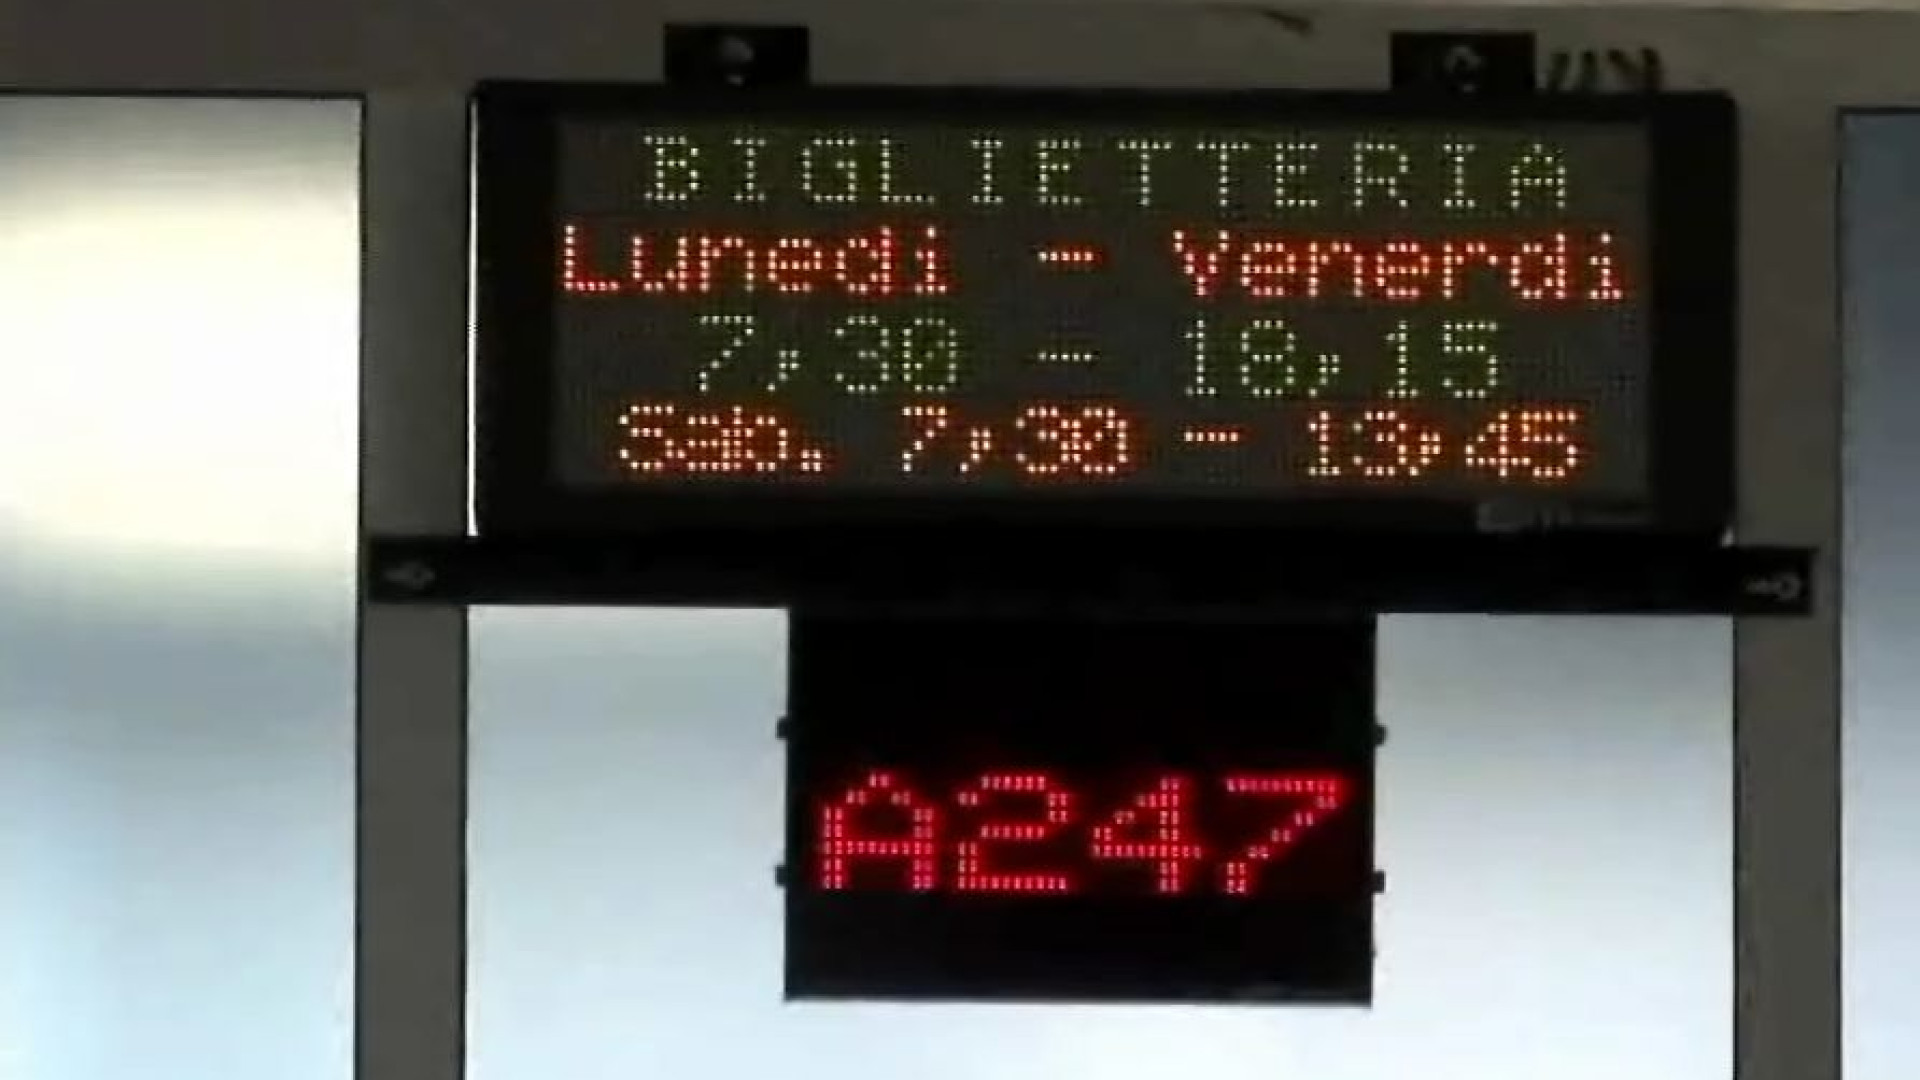 BIGLIETTERIA
Lunedi - Venerdi
7,30 - 18,15
Sab. 7,30 - 13,45
A247